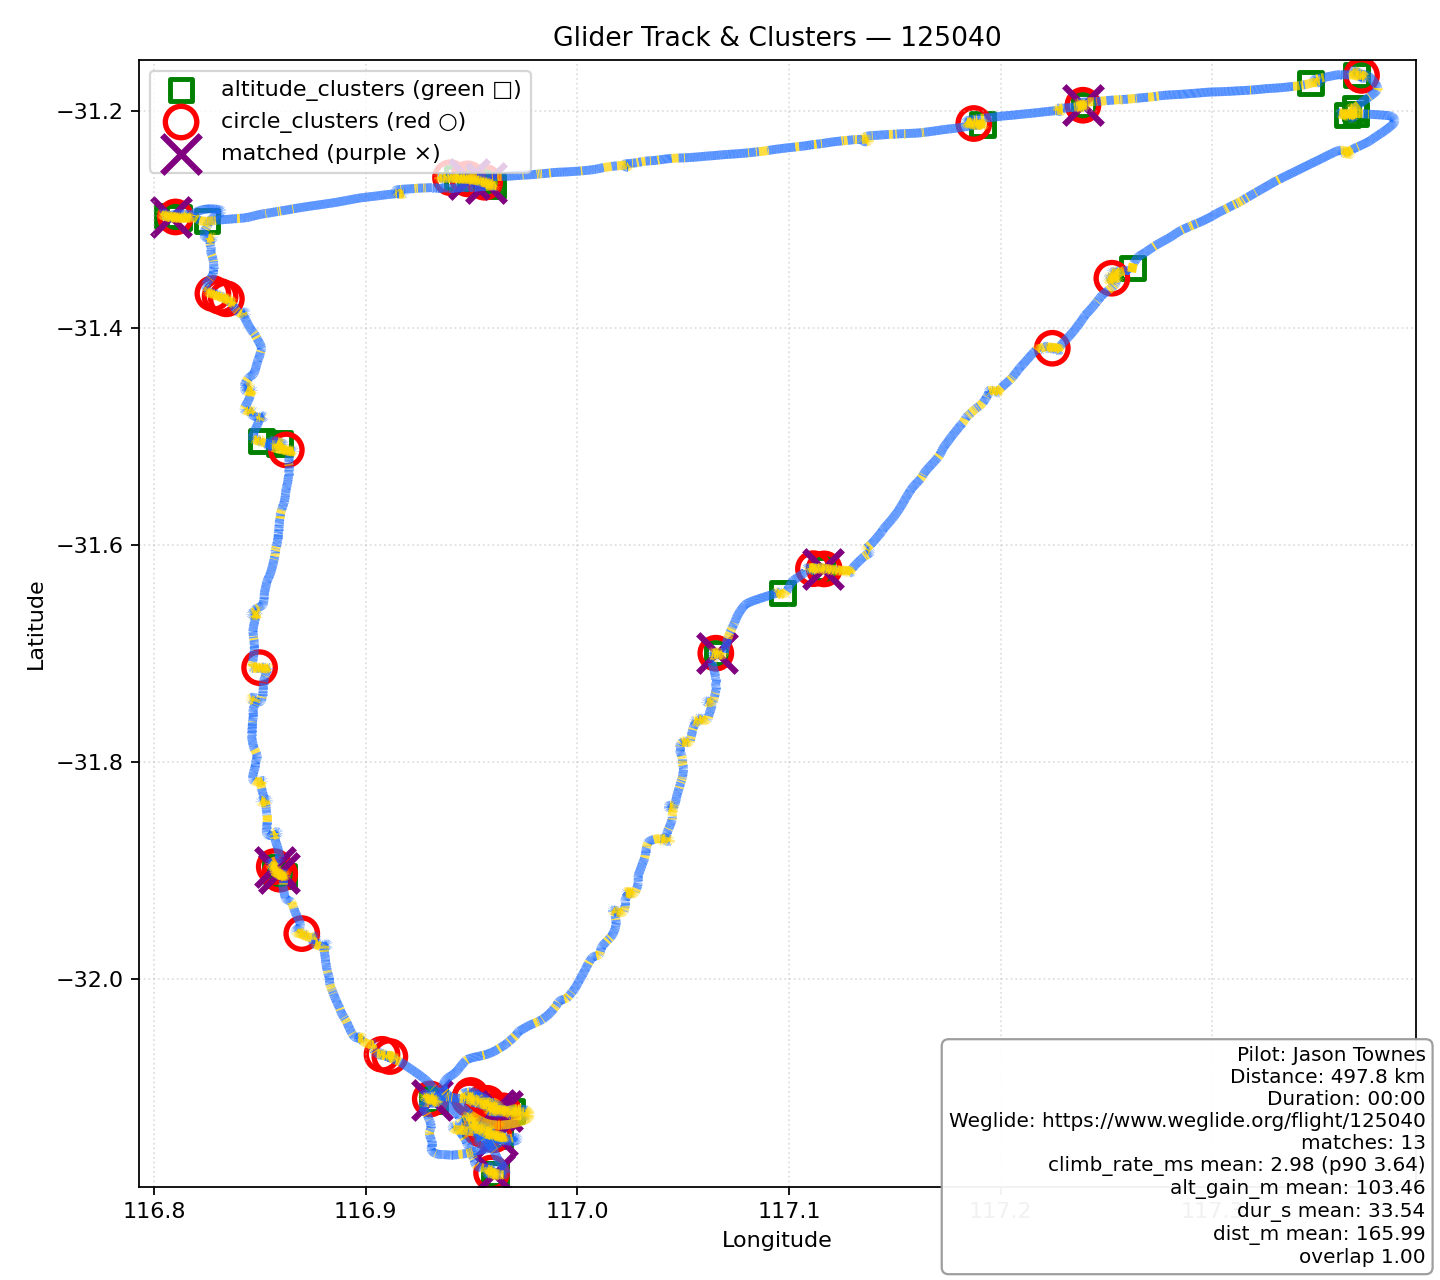 Glider Track & Clusters — 125040
altitude_clusters (green □)
circle_clusters (red ○)
matched (purple ×)
Latitude
−31.2
−31.4
−31.6
−31.8
−32.0
116.8
116.9
117.0
117.1
117.2
Longitude
Pilot: Jason Townes
Distance: 497.8 km
Duration: 00:00
Weglide: https://www.weglide.org/flight/125040
matches: 13
climb_rate_ms mean: 2.98 (p90 3.64)
alt_gain_m mean: 103.46
dur_s mean: 33.54
dist_m mean: 165.99
overlap 1.00